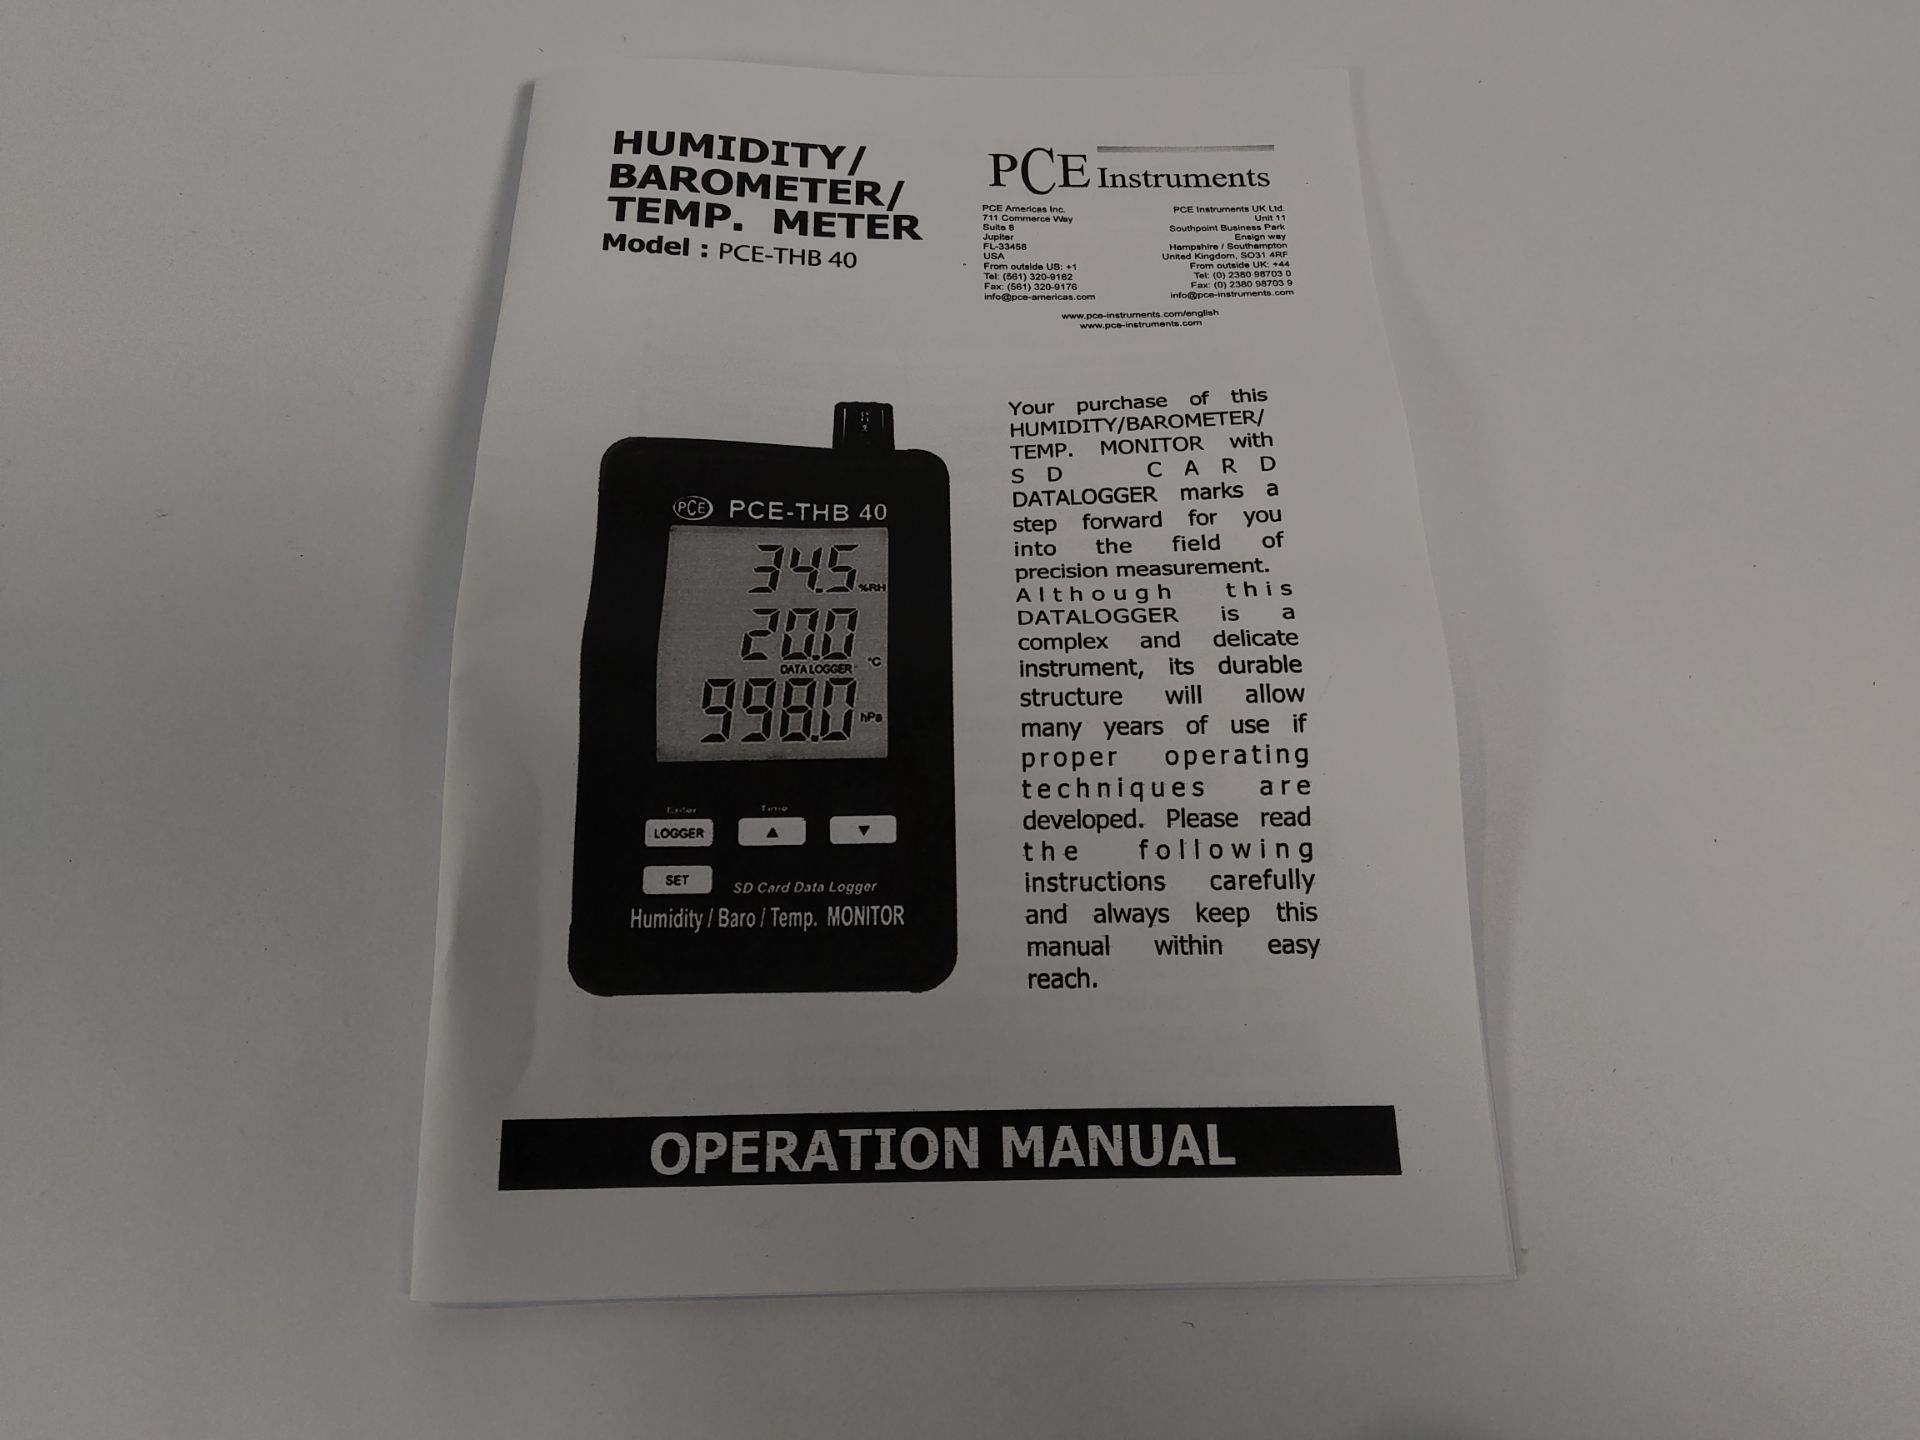 HUMIDITY/
BAROMETER/
TEMP. METER
Model : PCE-THB 40
PCE Instruments
PCE Americas Inc.
711 Commerce Way
Suite 8
Jupiter
FL-33458
USA
From outside US: +1
Tel: (561) 320-9162
Fax: (561) 320-9176
info@pce-americas.com
PCE Instruments UK Ltd.
Unit 11
Southpoint Business Park
Ensign way
Hampshire / Southampton
United Kingdom, SO31 4RF
From outside UK: +44
Tel: (0) 2380 98703 0
Fax: (0) 2380 98703 9
info@pce-instruments.com
www.pce-instruments.com/english
www.pce-instruments.com
PCE PCE-THB 40
34.5 %RH
20.0 °C
DATA LOGGER
998.0 hPa
Enter Time
LOGGER ▲ ▼
SET SD Card Data Logger
Humidity / Baro / Temp. MONITOR
Your purchase of this
HUMIDITY/BAROMETER/
TEMP. MONITOR with
SD CARD
DATALOGGER marks a
step forward for you
into the field of
precision measurement.
Although this
DATALOGGER is a
complex and delicate
instrument, its durable
structure will allow
many years of use if
proper operating
techniques are
developed. Please read
the following
instructions carefully
and always keep this
manual within easy
reach.
OPERATION MANUAL